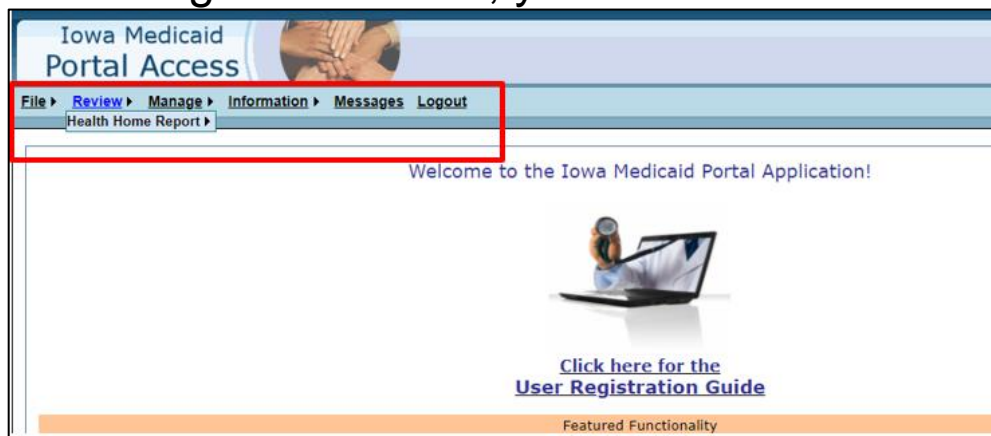 Iowa Medicaid
Portal Access
File Review Manage Information Messages Logout
Health Home Report
Welcome to the Iowa Medicaid Portal Application!
Click here for the
User Registration Guide
Featured Functionality